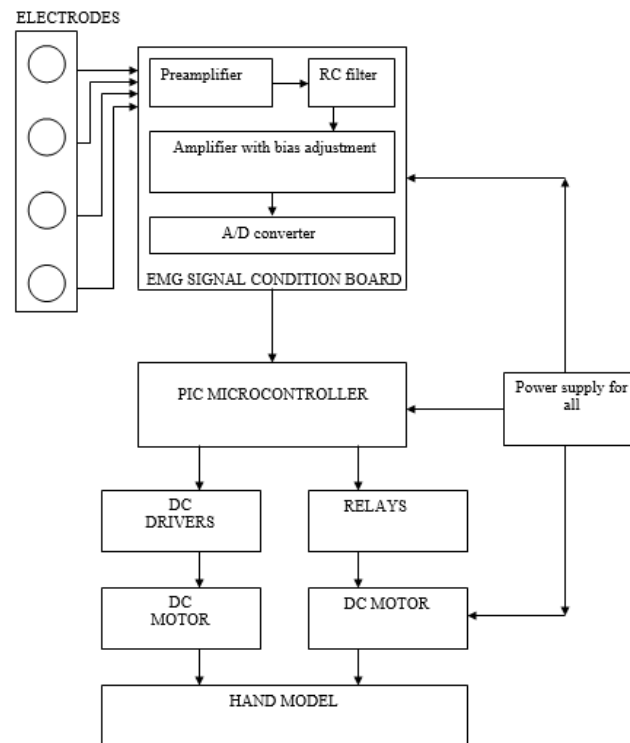 ELECTRODES
Preamplifier
RC filter
Amplifier with bias adjustment
A/D converter
EMG SIGNAL CONDITION BOARD
PIC MICROCONTROLLER
Power supply for
all
DC
DRIVERS
RELAYS
DC
MOTOR
DC MOTOR
HAND MODEL